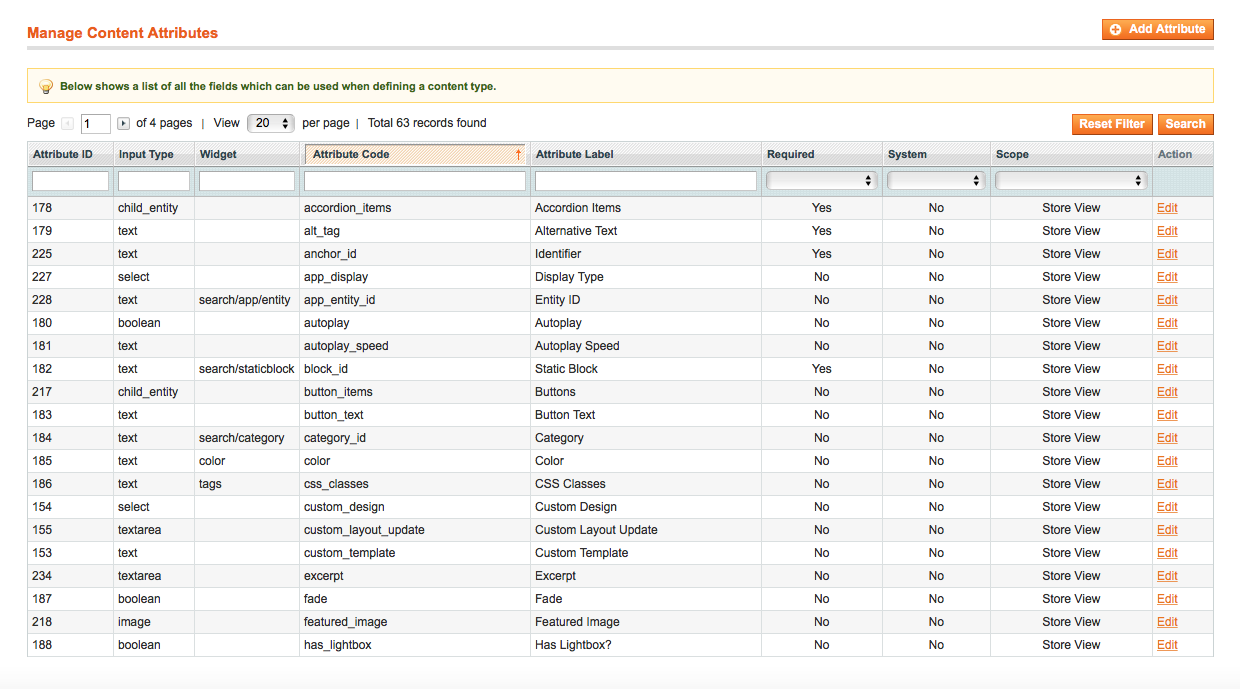 Manage Content Attributes
Add Attribute
Below shows a list of all the fields which can be used when defining a content type.
Page 1 of 4 pages | View 20 per page | Total 63 records found
Reset Filter Search
Attribute ID Input Type Widget Attribute Code Attribute Label Required System Scope Action
178 child_entity accordion_items Accordion Items Yes No Store View Edit
179 text alt_tag Alternative Text Yes No Store View Edit
225 text anchor_id Identifier Yes No Store View Edit
227 select app_display Display Type No No Store View Edit
228 text search/app/entity app_entity_id Entity ID No No Store View Edit
180 boolean autoplay Autoplay No No Store View Edit
181 text autoplay_speed Autoplay Speed No No Store View Edit
182 text search/staticblock block_id Static Block Yes No Store View Edit
217 child_entity button_items Buttons No No Store View Edit
183 text button_text Button Text No No Store View Edit
184 text search/category category_id Category No No Store View Edit
185 text color color Color No No Store View Edit
186 text tags css_classes CSS Classes No No Store View Edit
154 select custom_design Custom Design No No Store View Edit
155 textarea custom_layout_update Custom Layout Update No No Store View Edit
153 text custom_template Custom Template No No Store View Edit
234 textarea excerpt Excerpt No No Store View Edit
187 boolean fade Fade No No Store View Edit
218 image featured_image Featured Image No No Store View Edit
188 boolean has_lightbox Has Lightbox? No No Store View Edit